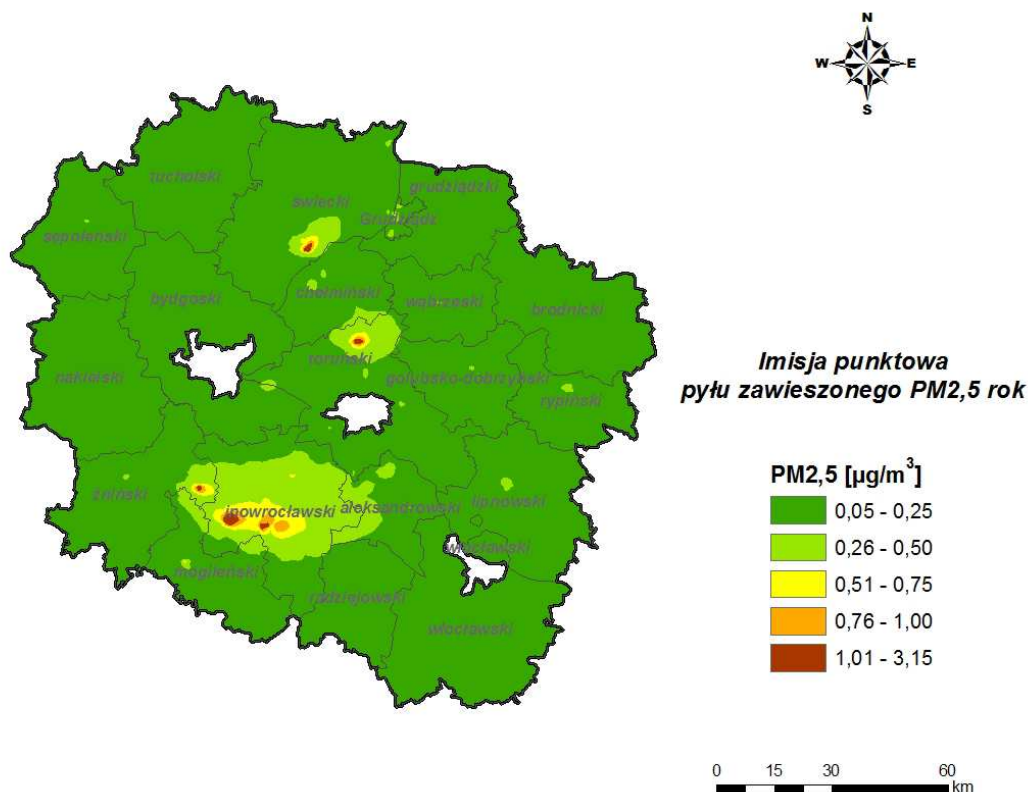 N
W E
S
tucholski
grudziądzki
świecki
Grudziądz
sępoleński
bydgoski
chełmiński
wąbrzeski
brodnicki
toruński
nakielski
golubsko-dobrzyński
rypiński
Imisja punktowa
pyłu zawieszonego PM2,5 rok
żniński
inowrocławski
aleksandrowski
lipnowski
włocławski
mogileński
radziejowski
włocławski
PM2,5 [µg/m³]
0,05 - 0,25
0,26 - 0,50
0,51 - 0,75
0,76 - 1,00
1,01 - 3,15
0 15 30 60
km